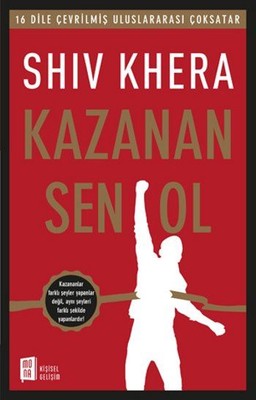 16 DİLE ÇEVRİLMİŞ ULUSLARARASI ÇOKSATAR
SHIV KHERA
KAZANAN
SEN OL
Kazananlar
farklı şeyler yapanlar
değil, aynı şeyleri
farklı şekilde
yapanlardır!
MONA
KİŞİSEL
GELİŞİM